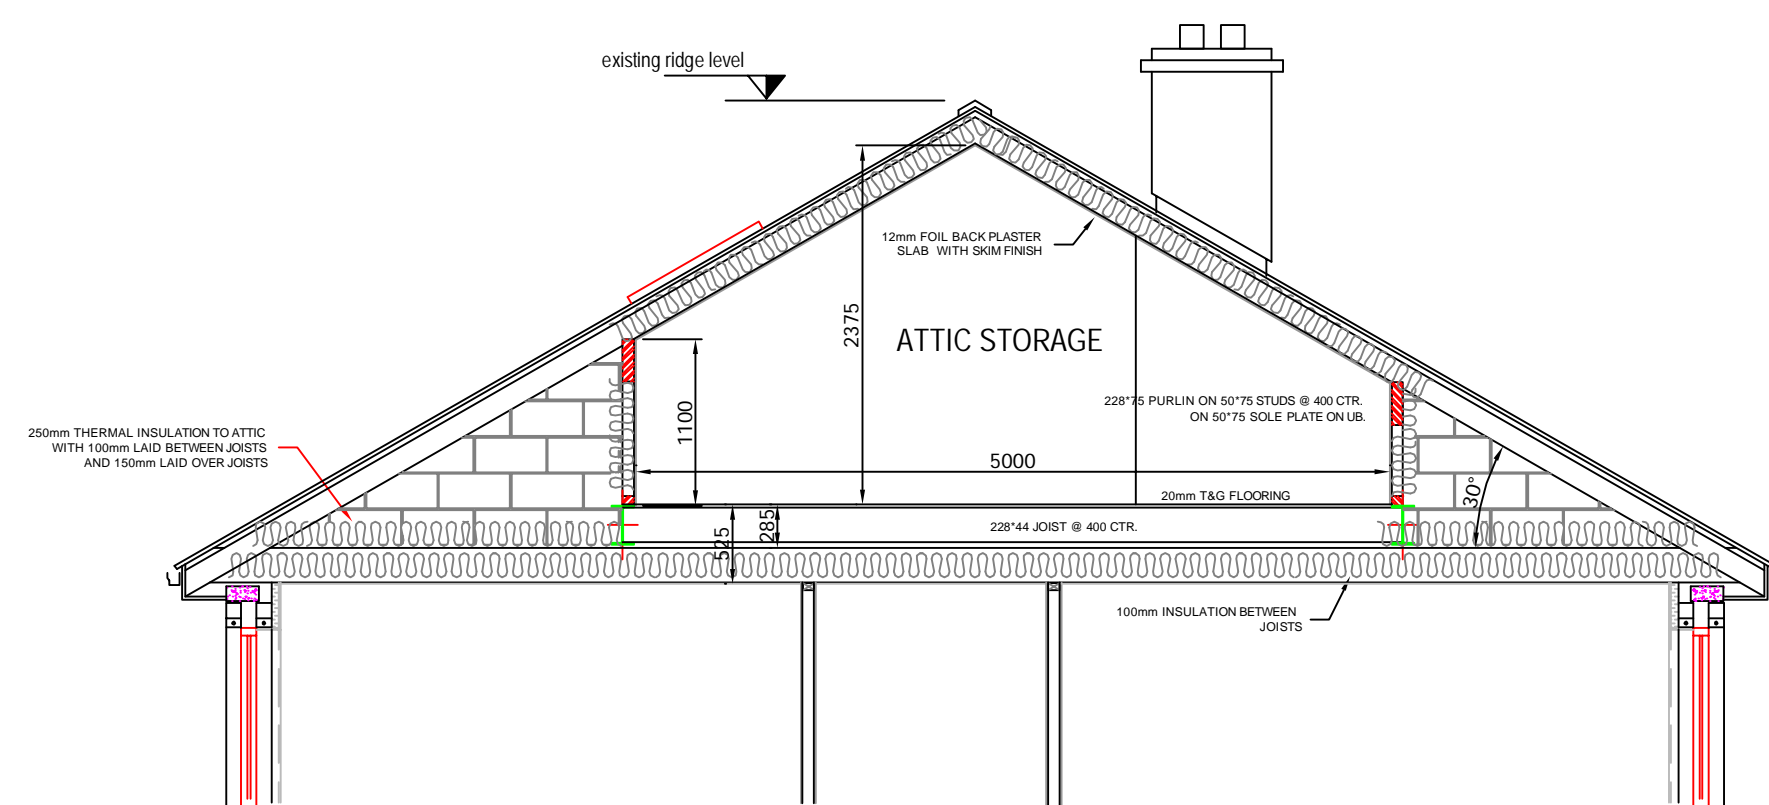 existing ridge level
12mm FOIL BACK PLASTER
SLAB WITH SKIM FINISH
2375
ATTIC STORAGE
228*75 PURLIN ON 50*75 STUDS @ 400 CTR.
ON 50*75 SOLE PLATE ON UB.
1100
250mm THERMAL INSULATION TO ATTIC
WITH 100mm LAID BETWEEN JOISTS
AND 150mm LAID OVER JOISTS
5000
30°
20mm T&G FLOORING
285
525
228*44 JOIST @ 400 CTR.
100mm INSULATION BETWEEN
JOISTS